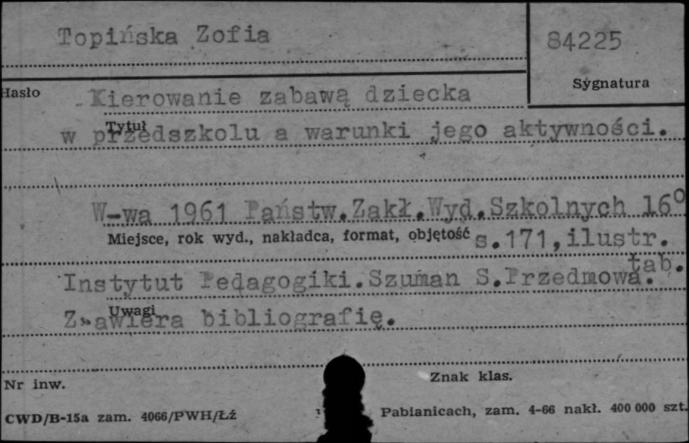 Topińska Zofia
84225
Sygnatura
Hasło
Kierowanie zabawą dziecka
Tytuł
w przedszkolu a warunki jego aktywności.
W-wa 1961 Państw.Zakł.Wyd.Szkolnych 16°
Miejsce, rok wyd., nakładca, format, objętość s.171,ilustr.
tab.
Instytut Pedagogiki.Szuman S.Przedmowa.
Uwagi
Zawiera bibliografię.
Nr inw.
Znak klas.
CWD/B-15a zam. 4066/PWH/Łź
Pabianicach, zam. 4-66 nakł. 400 000 szt.